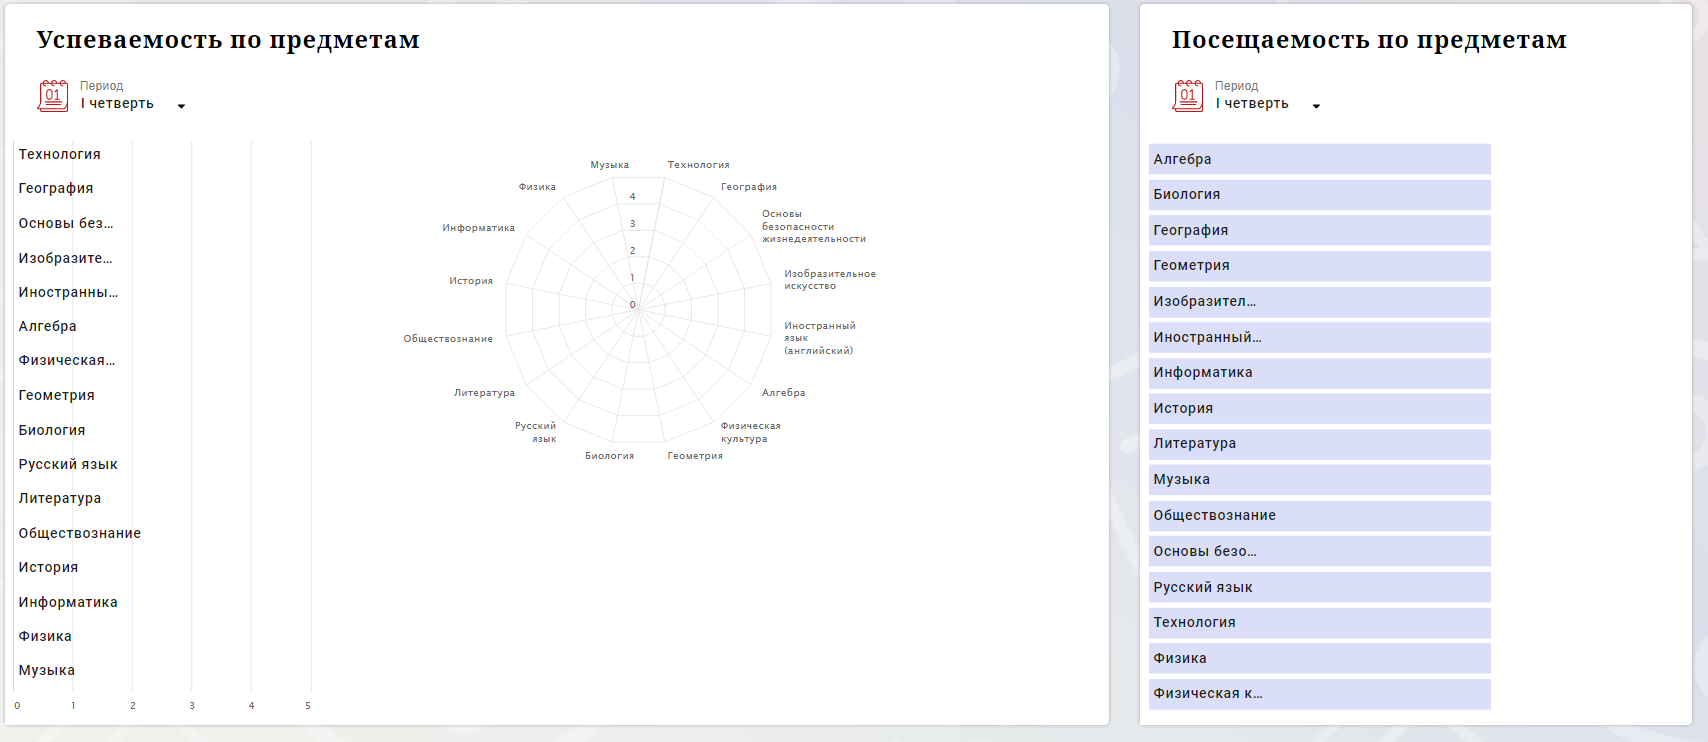 Успеваемость по предметам
01
Период
I четверть
Технология
География
Основы без...
Изобразите...
Иностранны...
Алгебра
Физическая...
Геометрия
Биология
Русский язык
Литература
Обществознание
История
Информатика
Физика
Музыка
0 1 2 3 4 5
Музыка
Технология
География
Основы
безопасности
жизнедеятельности
Изобразительное
искусство
Иностранный
язык
(английский)
Алгебра
Физическая
культура
Геометрия
Биология
Русский
язык
Литература
Обществознание
История
Информатика
Физика
4
3
2
1
0
Посещаемость по предметам
01
Период
I четверть
Алгебра
Биология
География
Геометрия
Изобразител...
Иностранный...
Информатика
История
Литература
Музыка
Обществознание
Основы безо...
Русский язык
Технология
Физика
Физическая к...